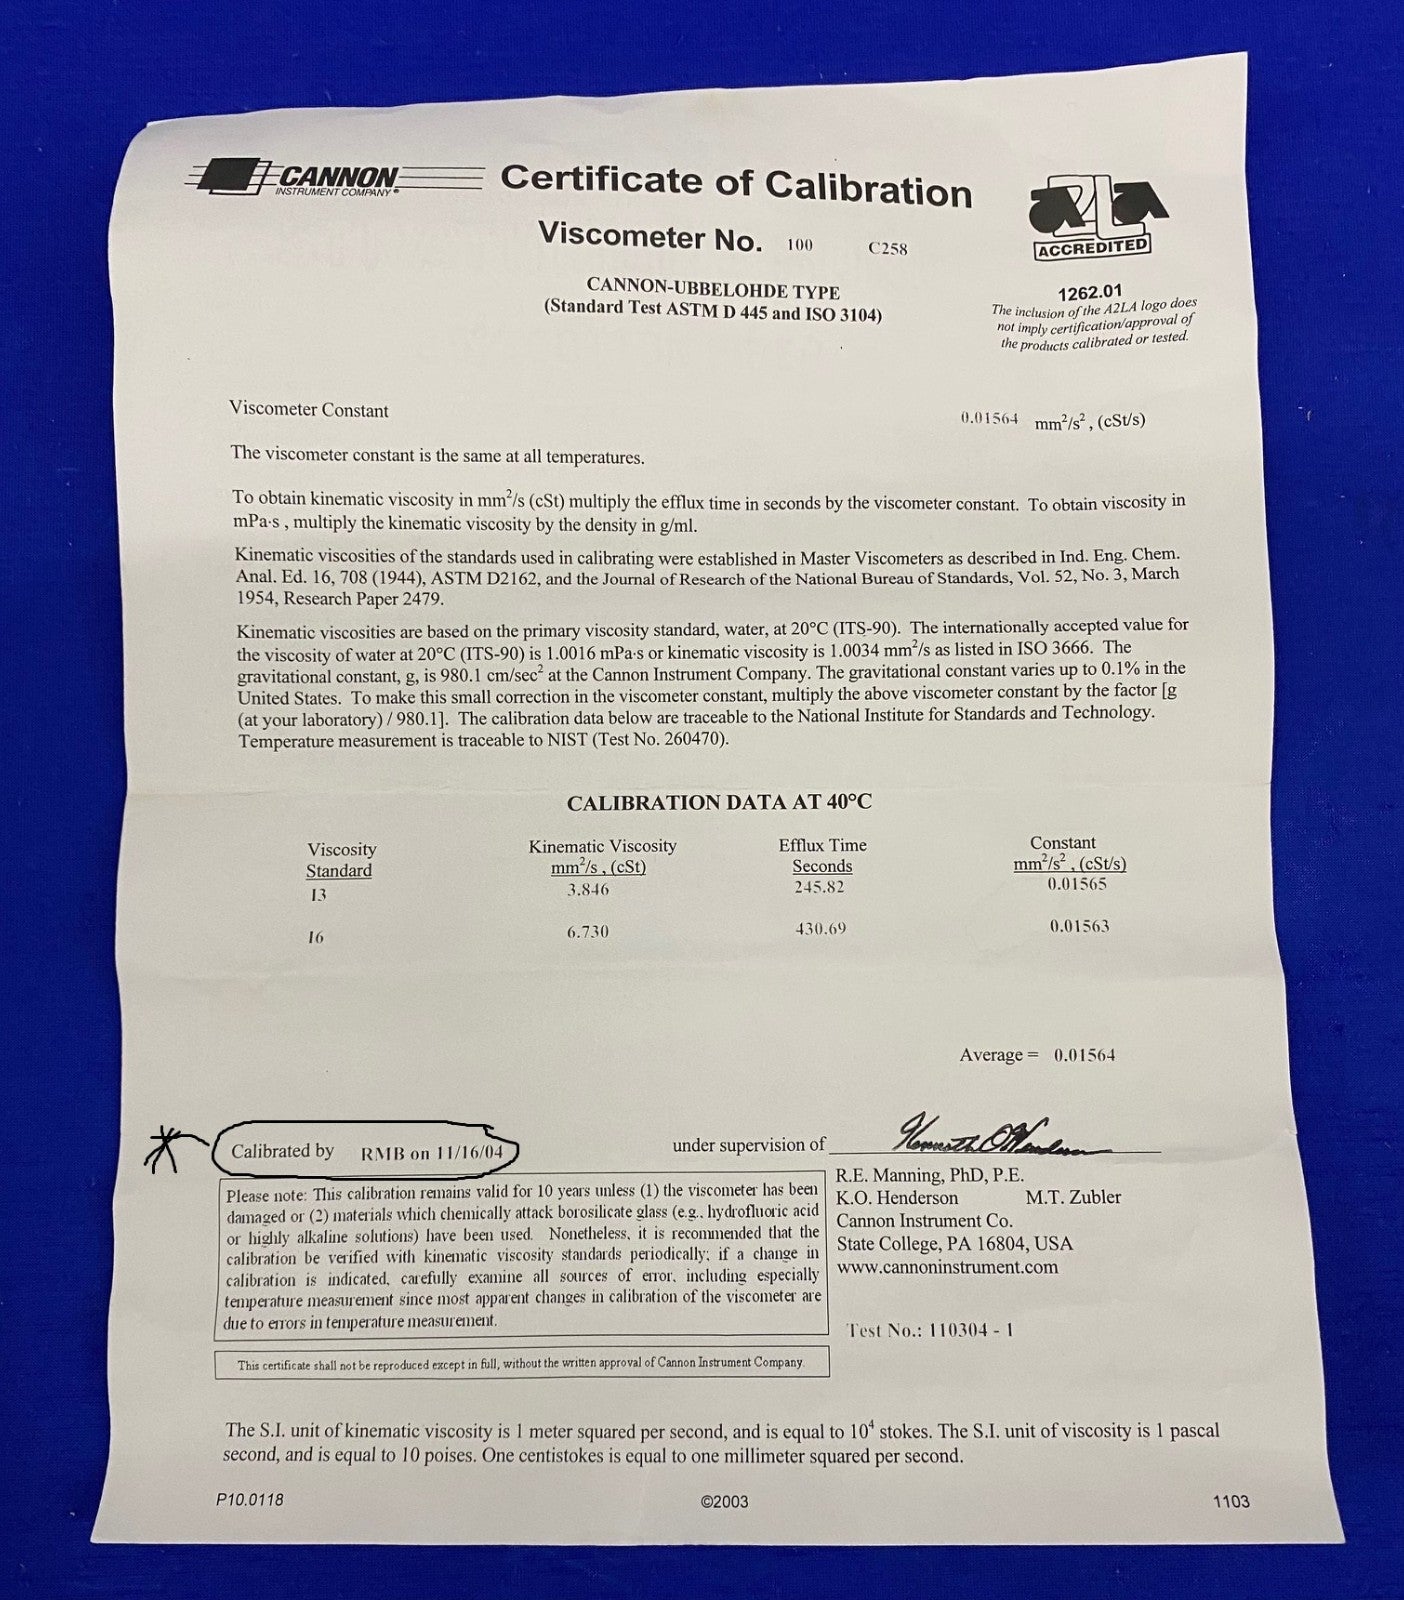 CANNON
INSTRUMENT COMPANY®
Certificate of Calibration
Viscometer No. 100 C258
CANNON-UBBELOHDE TYPE
(Standard Test ASTM D 445 and ISO 3104)
A2LA
ACCREDITED
1262.01
The inclusion of the A2LA logo does
not imply certification/approval of
the products calibrated or tested.
Viscometer Constant 0.01564 mm²/s², (cSt/s)
The viscometer constant is the same at all temperatures.
To obtain kinematic viscosity in mm²/s (cSt) multiply the efflux time in seconds by the viscometer constant. To obtain viscosity in
mPa·s , multiply the kinematic viscosity by the density in g/ml.
Kinematic viscosities of the standards used in calibrating were established in Master Viscometers as described in Ind. Eng. Chem.
Anal. Ed. 16, 708 (1944), ASTM D2162, and the Journal of Research of the National Bureau of Standards, Vol. 52, No. 3, March
1954, Research Paper 2479.
Kinematic viscosities are based on the primary viscosity standard, water, at 20°C (ITS-90). The internationally accepted value for
the viscosity of water at 20°C (ITS-90) is 1.0016 mPa·s or kinematic viscosity is 1.0034 mm²/s as listed in ISO 3666. The
gravitational constant, g, is 980.1 cm/sec² at the Cannon Instrument Company. The gravitational constant varies up to 0.1% in the
United States. To make this small correction in the viscometer constant, multiply the above viscometer constant by the factor [g
(at your laboratory) / 980.1]. The calibration data below are traceable to the National Institute for Standards and Technology.
Temperature measurement is traceable to NIST (Test No. 260470).
CALIBRATION DATA AT 40°C
Viscosity Kinematic Viscosity Efflux Time Constant
Standard mm²/s , (cSt) Seconds mm²/s² , (cSt/s)
13 3.846 245.82 0.01565
16 6.730 430.69 0.01563
Average = 0.01564
Calibrated by RMB on 11/16/04 under supervision of Kenneth O Henderson
Please note: This calibration remains valid for 10 years unless (1) the viscometer has been
damaged or (2) materials which chemically attack borosilicate glass (e.g., hydrofluoric acid
or highly alkaline solutions) have been used. Nonetheless, it is recommended that the
calibration be verified with kinematic viscosity standards periodically; if a change in
calibration is indicated, carefully examine all sources of error, including especially
temperature measurement since most apparent changes in calibration of the viscometer are
due to errors in temperature measurement.
R.E. Manning, PhD, P.E.
K.O. Henderson M.T. Zubler
Cannon Instrument Co.
State College, PA 16804, USA
www.cannoninstrument.com
Test No.: 110304 - 1
This certificate shall not be reproduced except in full, without the written approval of Cannon Instrument Company.
The S.I. unit of kinematic viscosity is 1 meter squared per second, and is equal to 10⁴ stokes. The S.I. unit of viscosity is 1 pascal
second, and is equal to 10 poises. One centistokes is equal to one millimeter squared per second.
P10.0118 ©2003 1103